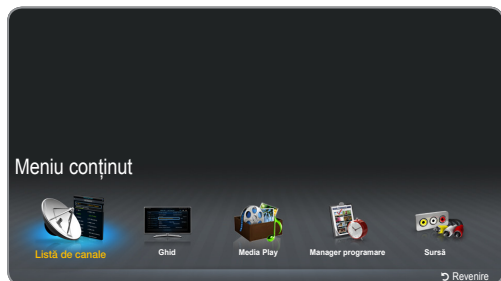 Meniu conținut
Listă de canale
Ghid
Media Play
Manager programare
Sursă
Revenire